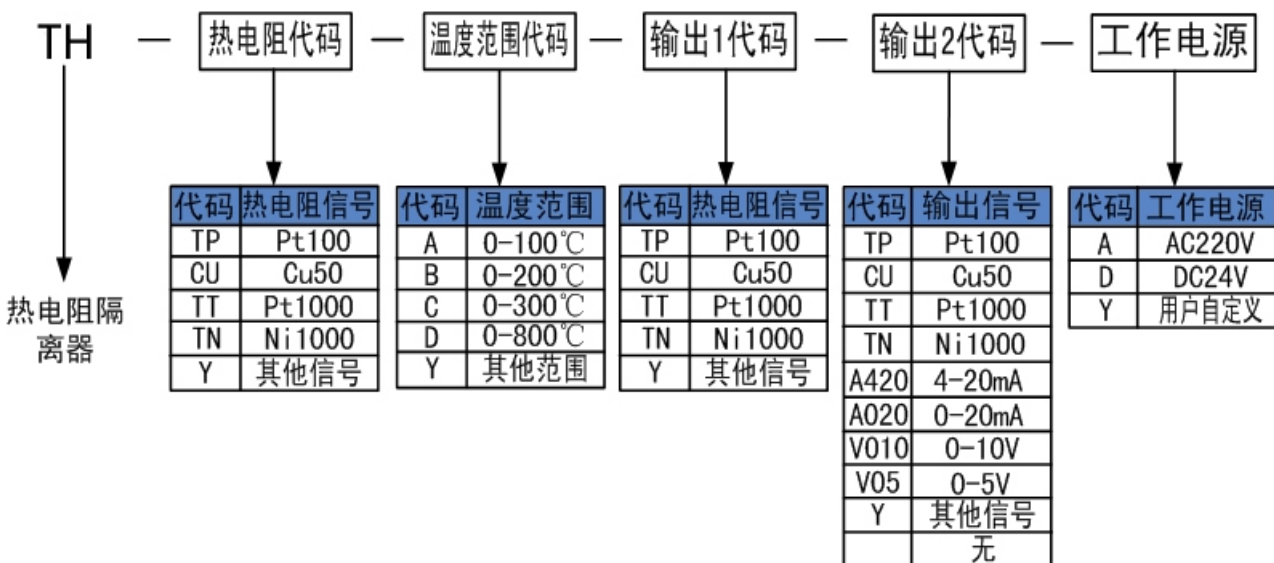 TH — 热电阻代码 — 温度范围代码 — 输出1代码 — 输出2代码 — 工作电源
热电阻隔
离器
代码 热电阻信号
TP Pt100
CU Cu50
TT Pt1000
TN Ni1000
Y 其他信号
代码 温度范围
A 0-100℃
B 0-200℃
C 0-300℃
D 0-800℃
Y 其他范围
代码 热电阻信号
TP Pt100
CU Cu50
TT Pt1000
TN Ni1000
Y 其他信号
代码 输出信号
TP Pt100
CU Cu50
TT Pt1000
TN Ni1000
A420 4-20mA
A020 0-20mA
V010 0-10V
V05 0-5V
Y 其他信号
无
代码 工作电源
A AC220V
D DC24V
Y 用户自定义